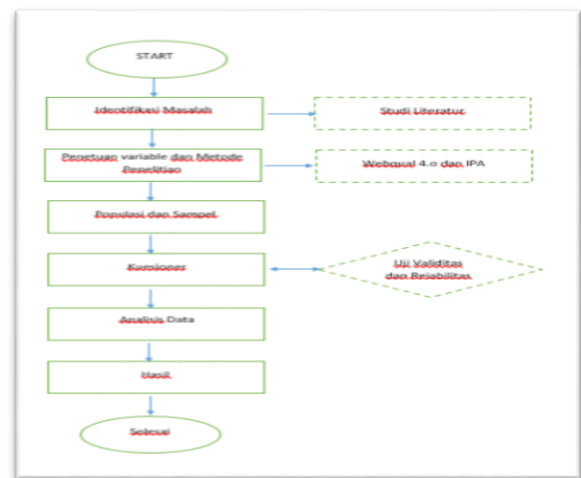 START
Identifikasi Masalah
Studi Literatur
Penetuan variable dan Metode
Penelitian
Webqual 4.0 dan IPA
Populasi dan Sampel
Kuesioner
Uji Validitas
dan Reliabilitas
Analisis Data
Hasil
Selesai